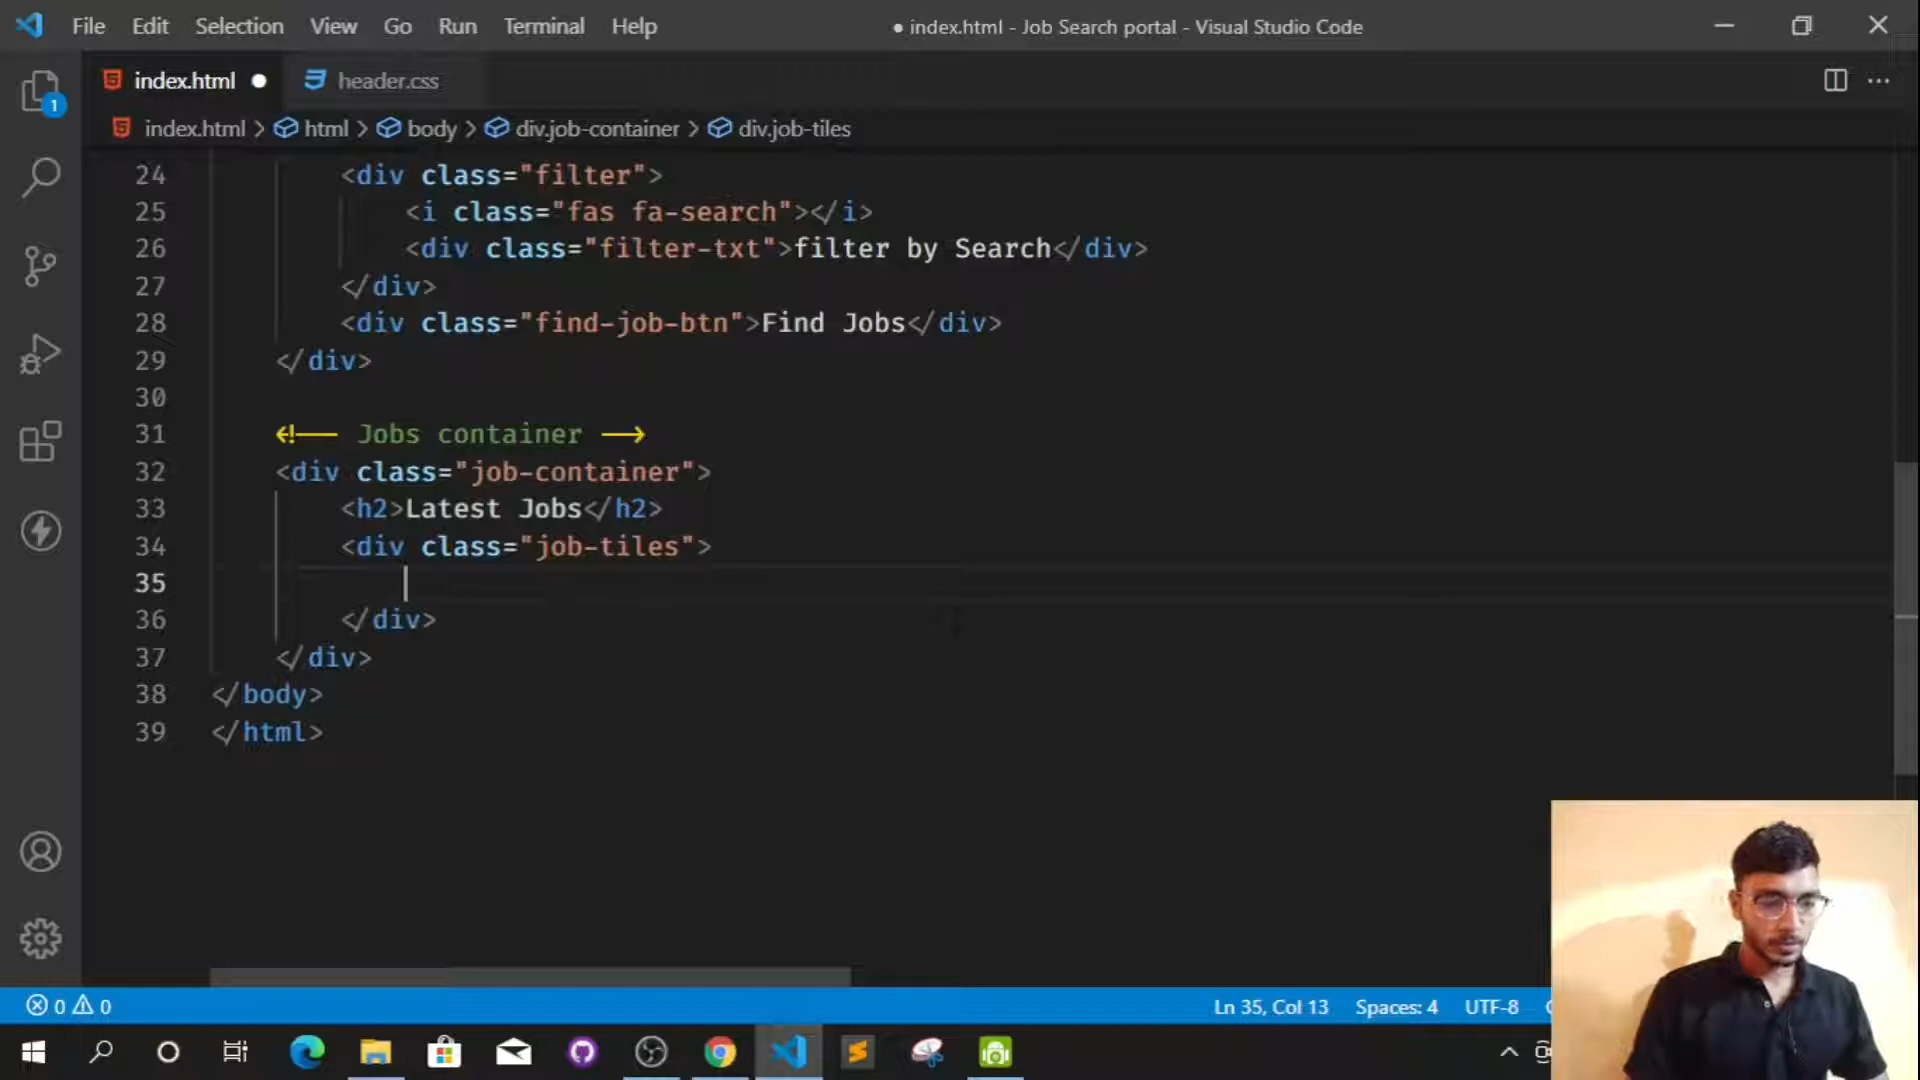 File Edit Selection View Go Run Terminal Help ● index.html - Job Search portal - Visual Studio Code
index.html ● header.css
index.html > html > body > div.job-container > div.job-tiles
1
24 <div class="filter">
25 <i class="fas fa-search"></i>
26 <div class="filter-txt">filter by Search</div>
27 </div>
28 <div class="find-job-btn">Find Jobs</div>
29 </div>
30
31 <!-- Jobs container -->
32 <div class="job-container">
33 <h2>Latest Jobs</h2>
34 <div class="job-tiles">
35
36 </div>
37 </div>
38 </body>
39 </html>
0 0 Ln 35, Col 13 Spaces: 4 UTF-8